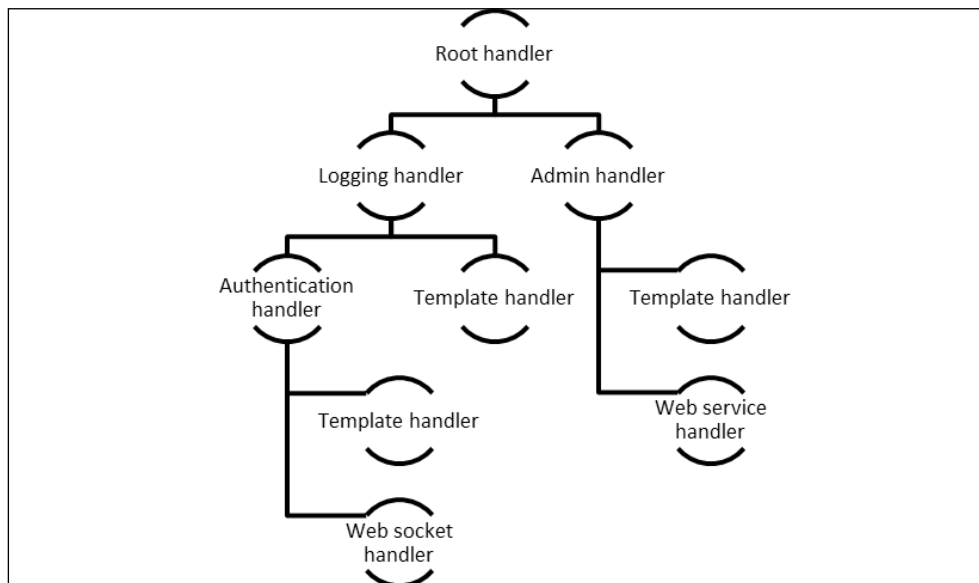 Root handler
Logging handler
Admin handler
Authentication
handler
Template handler
Template handler
Template handler
Web service
handler
Web socket
handler